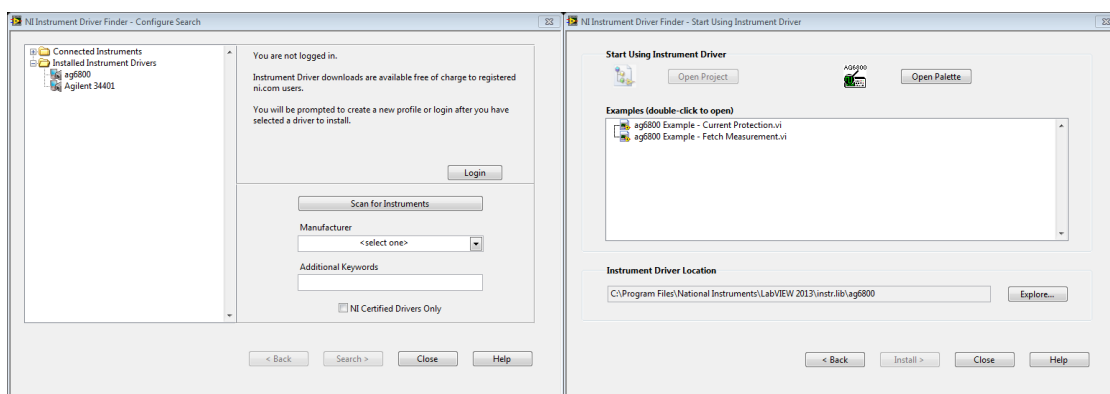 NI Instrument Driver Finder - Configure Search
Connected Instruments
Installed Instrument Drivers
ag6800
Agilent 34401
You are not logged in.
Instrument Driver downloads are available free of charge to registered
ni.com users.
You will be prompted to create a new profile or login after you have
selected a driver to install.
Login
Scan for Instruments
Manufacturer
<select one>
Additional Keywords
NI Certified Drivers Only
< Back
Search >
Close
Help
NI Instrument Driver Finder - Start Using Instrument Driver
Start Using Instrument Driver
Open Project
AG6800
Open Palette
Examples (double-click to open)
ag6800 Example - Current Protection.vi
ag6800 Example - Fetch Measurement.vi
Instrument Driver Location
C:\Program Files\National Instruments\LabVIEW 2013\instr.lib\ag6800
Explore...
< Back
Install >
Close
Help